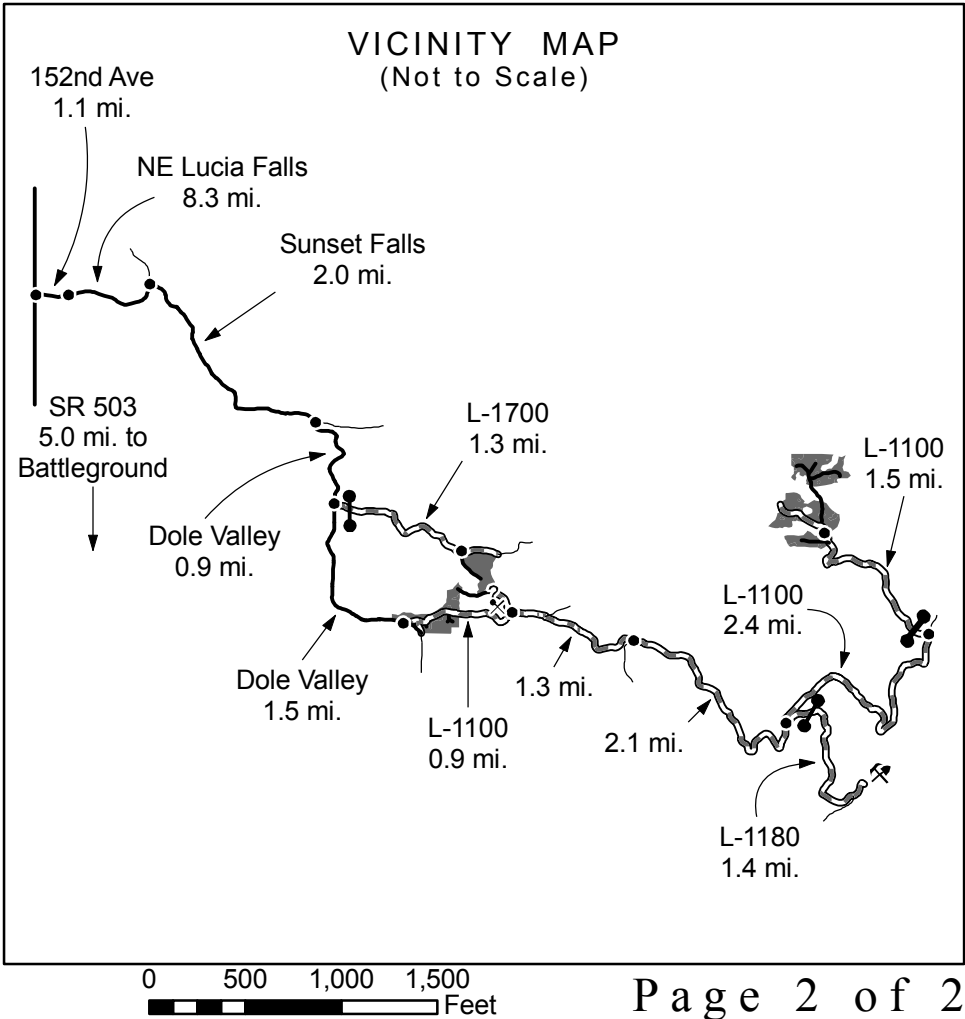 VICINITY MAP
(Not to Scale)
152nd Ave
1.1 mi.
NE Lucia Falls
8.3 mi.
Sunset Falls
2.0 mi.
SR 503
5.0 mi. to
Battleground
L-1700
1.3 mi.
L-1100
1.5 mi.
Dole Valley
0.9 mi.
L-1100
2.4 mi.
?
Dole Valley
1.5 mi.
1.3 mi.
L-1100
0.9 mi.
2.1 mi.
L-1180
1.4 mi.
0 500 1,000 1,500
Feet
Page 2 of 2